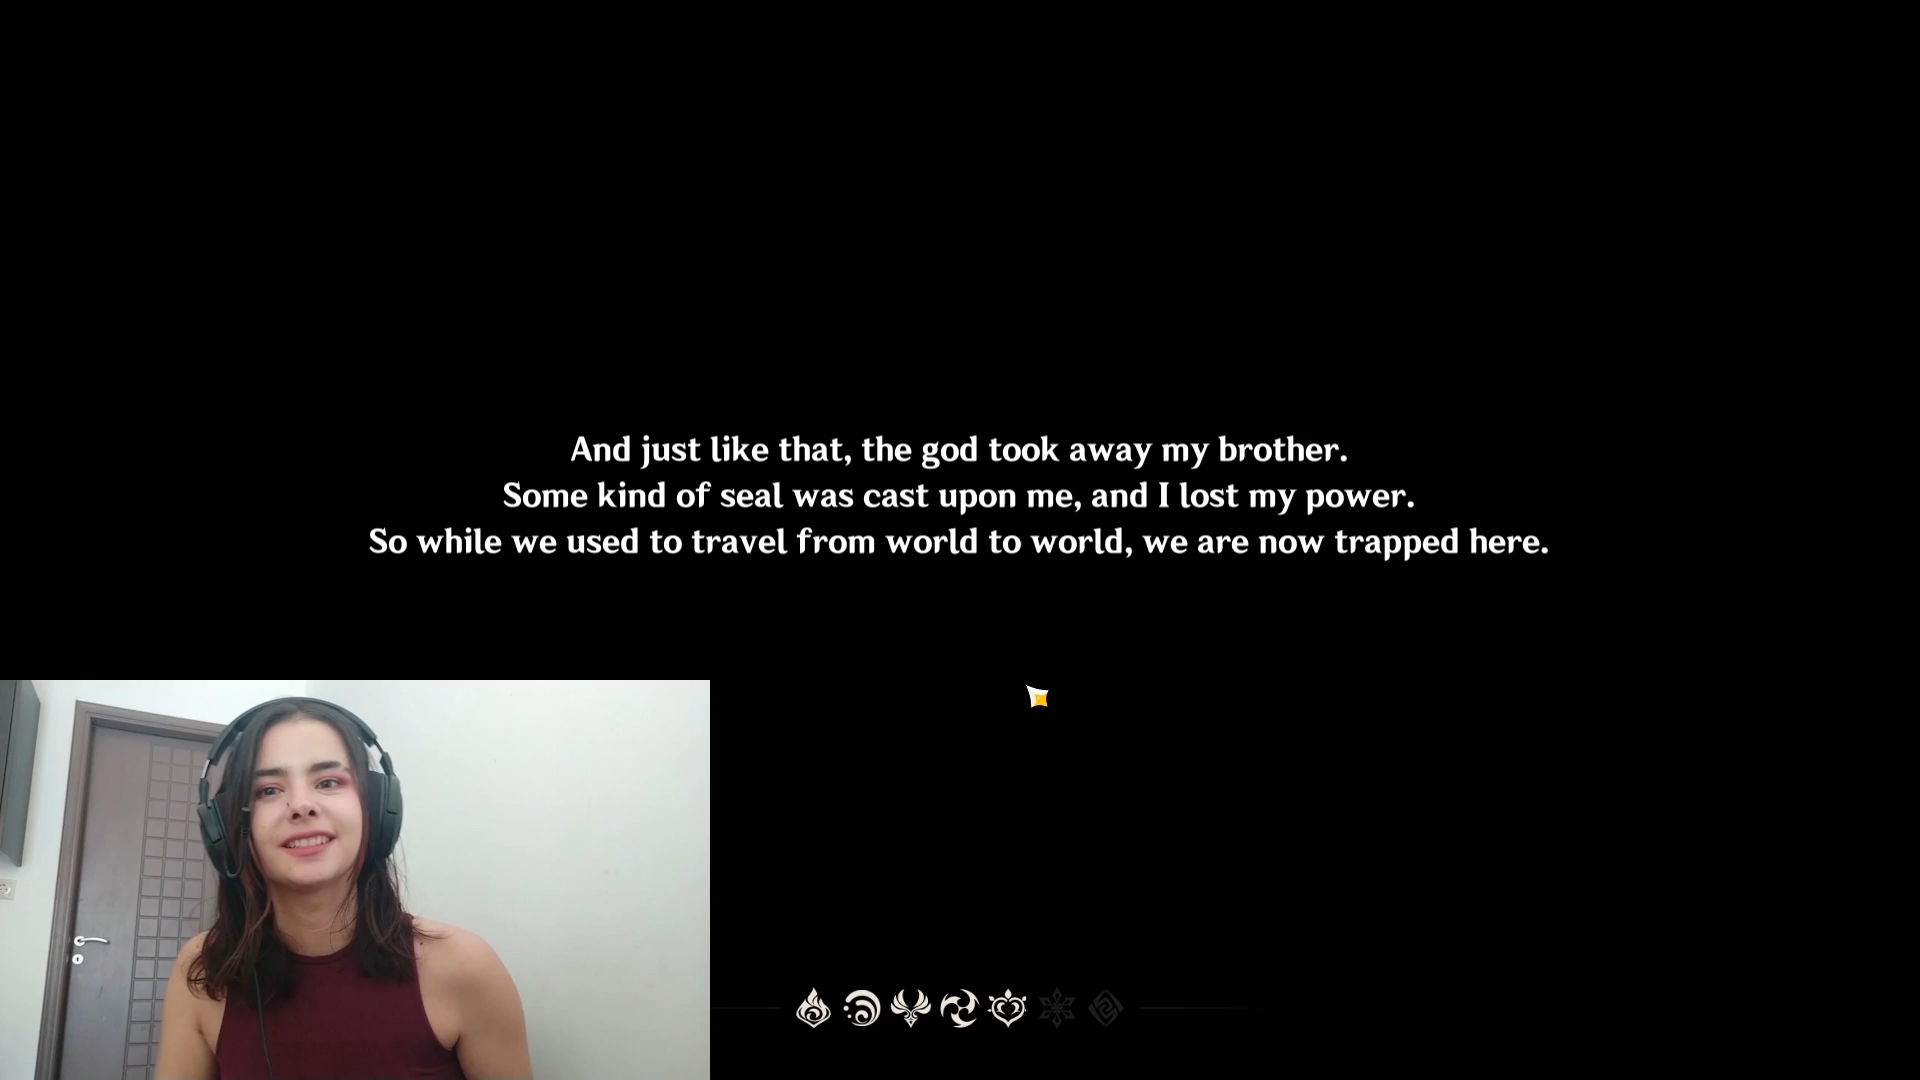 And just like that, the god took away my brother.
Some kind of seal was cast upon me, and I lost my power.
So while we used to travel from world to world, we are now trapped here.